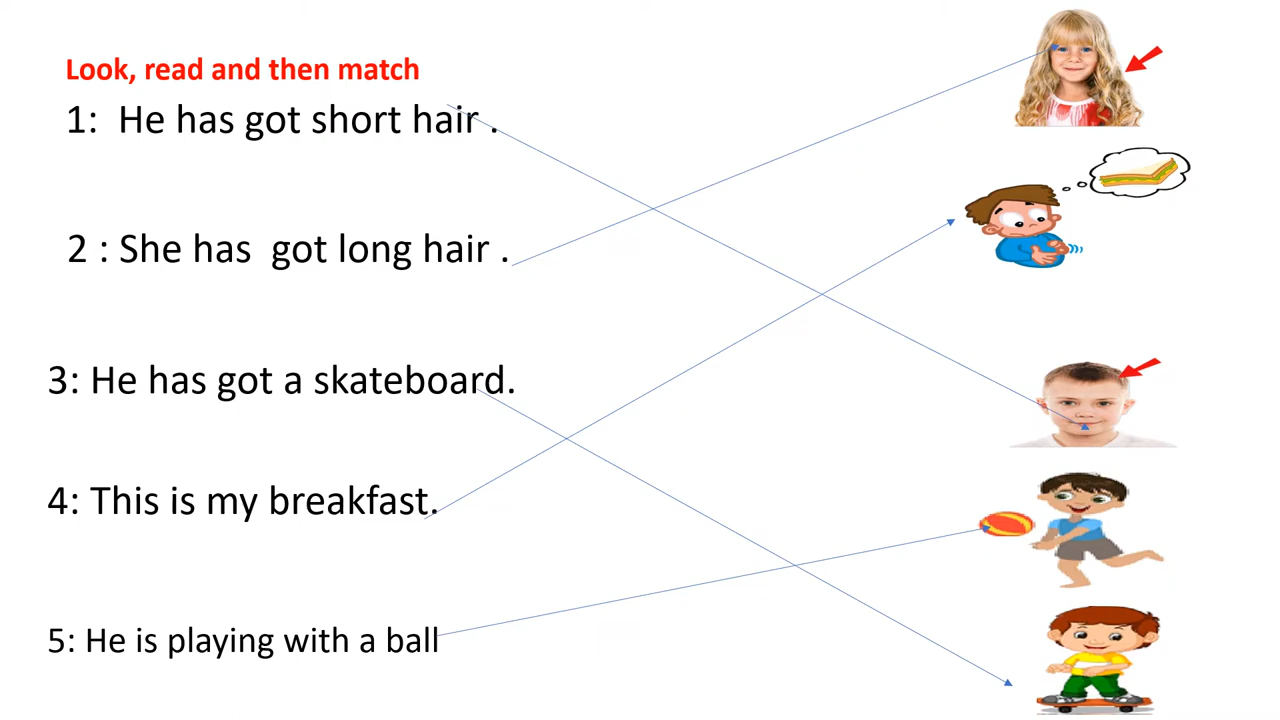 Look, read and then match
1: He has got short hair .
2 : She has got long hair .
3: He has got a skateboard.
4: This is my breakfast.
5: He is playing with a ball